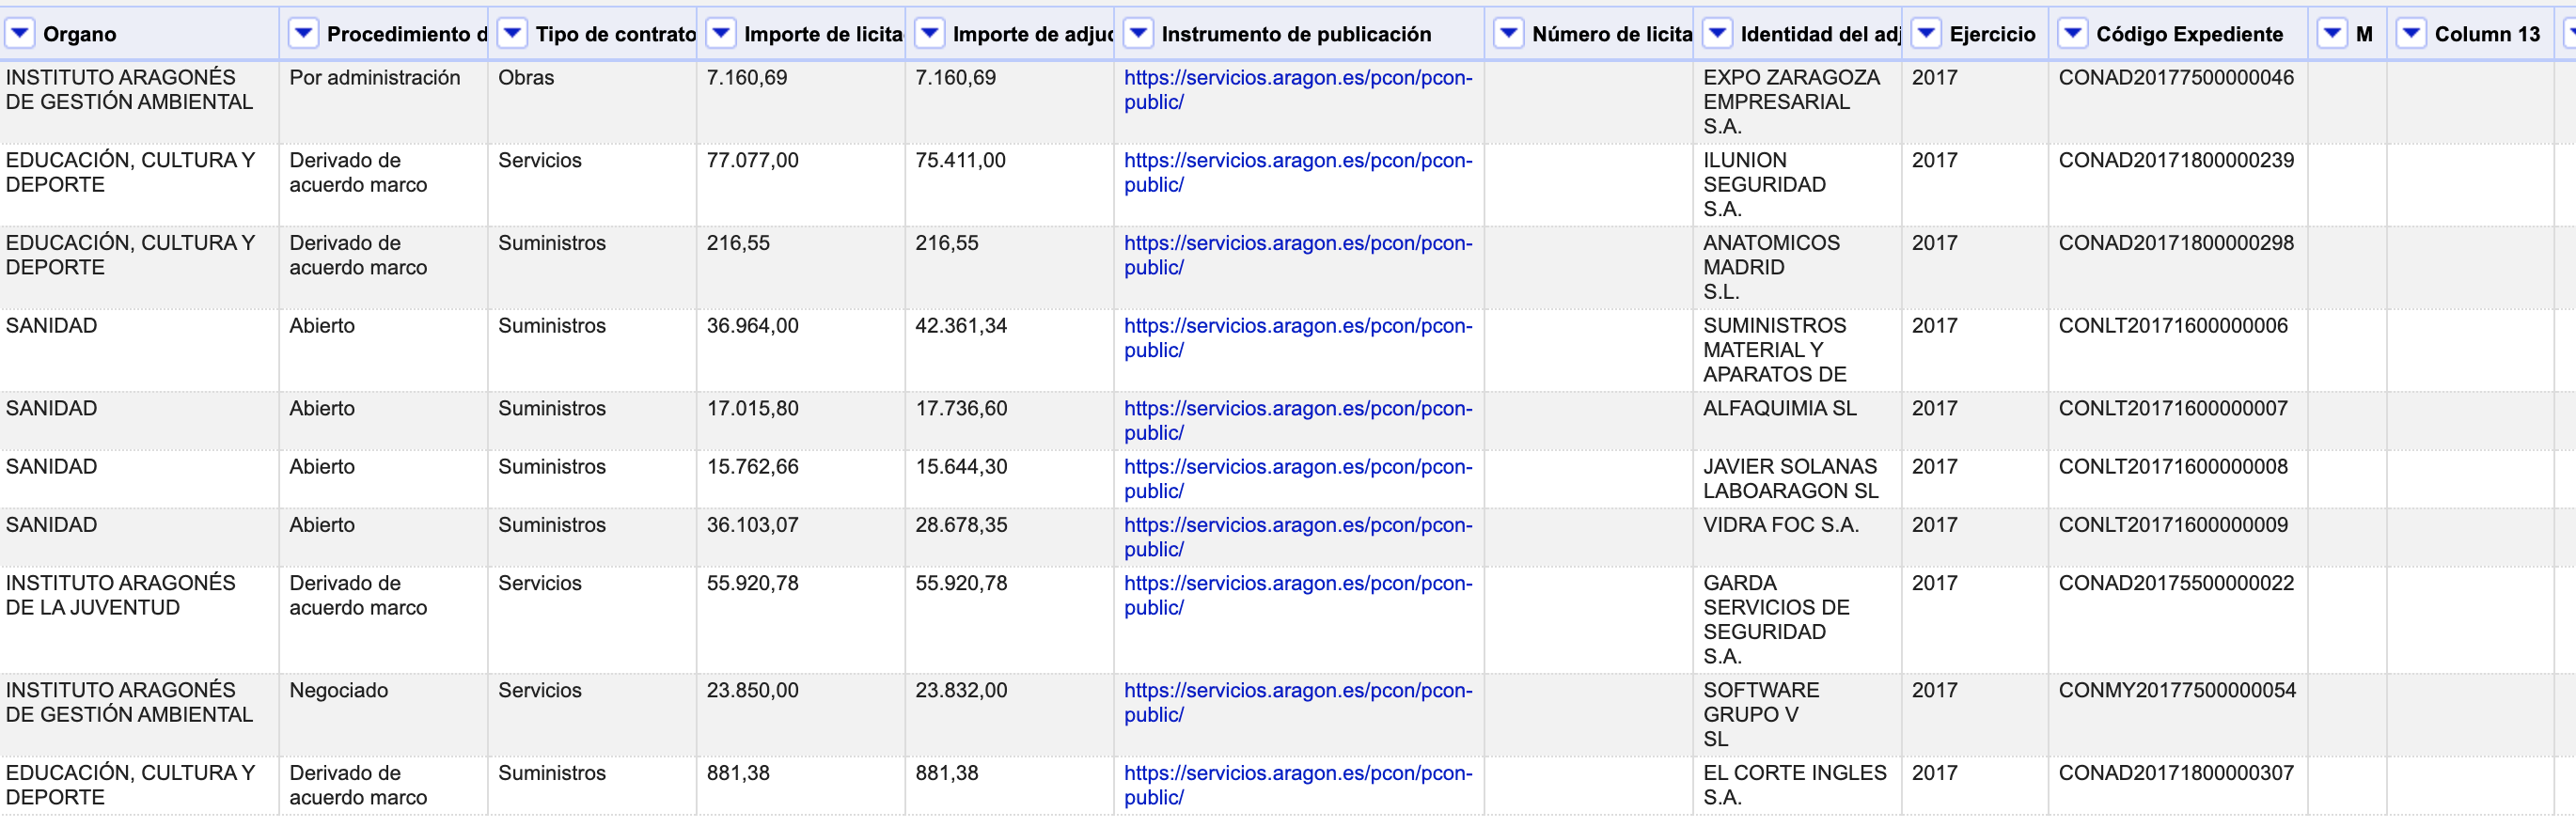 Organo Procedimiento d Tipo de contrato Importe de licita Importe de adjud Instrumento de publicación Número de licita Identidad del adj Ejercicio Código Expediente M Column 13
INSTITUTO ARAGONÉS Por administración Obras 7.160,69 7.160,69 https://servicios.aragon.es/pcon/pcon- EXPO ZARAGOZA 2017 CONAD20177500000046
DE GESTIÓN AMBIENTAL public/ EMPRESARIAL
S.A.
EDUCACIÓN, CULTURA Y Derivado de Servicios 77.077,00 75.411,00 https://servicios.aragon.es/pcon/pcon- ILUNION 2017 CONAD20171800000239
DEPORTE acuerdo marco public/ SEGURIDAD
S.A.
EDUCACIÓN, CULTURA Y Derivado de Suministros 216,55 216,55 https://servicios.aragon.es/pcon/pcon- ANATOMICOS 2017 CONAD20171800000298
DEPORTE acuerdo marco public/ MADRID
S.L.
SANIDAD Abierto Suministros 36.964,00 42.361,34 https://servicios.aragon.es/pcon/pcon- SUMINISTROS 2017 CONLT20171600000006
public/ MATERIAL Y
APARATOS DE
SANIDAD Abierto Suministros 17.015,80 17.736,60 https://servicios.aragon.es/pcon/pcon- ALFAQUIMIA SL 2017 CONLT20171600000007
public/
SANIDAD Abierto Suministros 15.762,66 15.644,30 https://servicios.aragon.es/pcon/pcon- JAVIER SOLANAS 2017 CONLT20171600000008
public/ LABOARAGON SL
SANIDAD Abierto Suministros 36.103,07 28.678,35 https://servicios.aragon.es/pcon/pcon- VIDRA FOC S.A. 2017 CONLT20171600000009
public/
INSTITUTO ARAGONÉS Derivado de Servicios 55.920,78 55.920,78 https://servicios.aragon.es/pcon/pcon- GARDA 2017 CONAD20175500000022
DE LA JUVENTUD acuerdo marco public/ SERVICIOS DE
SEGURIDAD
S.A.
INSTITUTO ARAGONÉS Negociado Servicios 23.850,00 23.832,00 https://servicios.aragon.es/pcon/pcon- SOFTWARE 2017 CONMY20177500000054
DE GESTIÓN AMBIENTAL public/ GRUPO V
SL
EDUCACIÓN, CULTURA Y Derivado de Suministros 881,38 881,38 https://servicios.aragon.es/pcon/pcon- EL CORTE INGLES 2017 CONAD20171800000307
DEPORTE acuerdo marco public/ S.A.